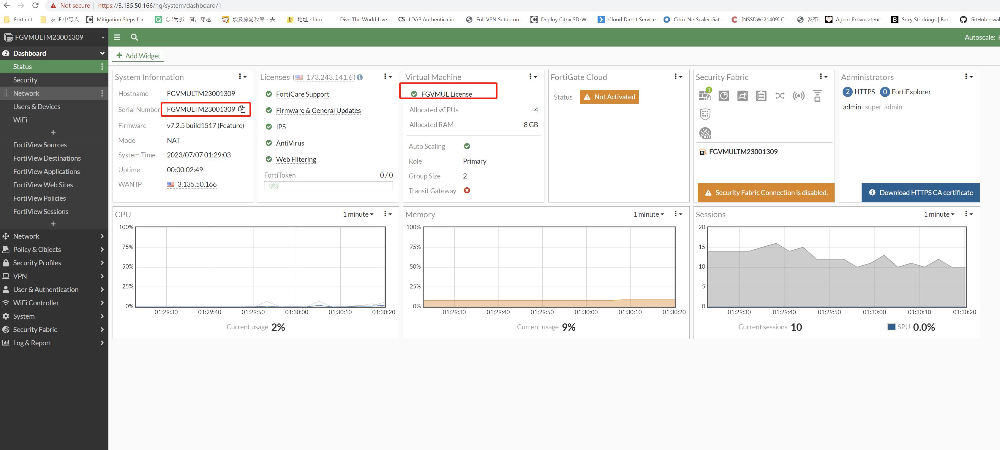 Not secure | https://3.135.50.166/ng/system/dashboard/1
Fortinet 从 IE 中导入 Mitigation Steps for... 《只为那一瞥，穿越... 埃及旅游攻略 - 去... 地址 - lino Dive The World Live... CS LDAP Authenticatio... Full VPN Setup on... Deploy Citrix SD-W... Cloud Direct Service Citrix NetScaler Gat... [NSSDW-21409] Cl... 发布 Agent Provocateur... B Sexy Stockings | Bar... GitHub - wal
FGVMULTM23001309
Autoscale:
Dashboard
Status
Security
Network
Users & Devices
WiFi
+
FortiView Sources
FortiView Destinations
FortiView Applications
FortiView Web Sites
FortiView Policies
FortiView Sessions
+
Network
Policy & Objects
Security Profiles
VPN
User & Authentication
WiFi Controller
System
Security Fabric
Log & Report
+ Add Widget
System Information
Hostname FGVMULTM23001309
Serial Number FGVMULTM23001309
Firmware v7.2.5 build1517 (Feature)
Mode NAT
System Time 2023/07/07 01:29:03
Uptime 00:00:02:49
WAN IP 3.135.50.166
Licenses (173.243.141.6)
FortiCare Support
Firmware & General Updates
IPS
AntiVirus
Web Filtering
FortiToken 0 / 0
0%
Virtual Machine
FGVMUL License
Allocated vCPUs 4
Allocated RAM 8 GB
Auto Scaling
Role Primary
Group Size 2
Transit Gateway
FortiGate Cloud
Status Not Activated
Security Fabric
1
FGVMULTM23001309
Security Fabric Connection is disabled.
Administrators
2 HTTPS 0 FortiExplorer
admin super_admin
Download HTTPS CA certificate
CPU 1 minute
100%
75%
50%
25%
0%
01:29:30 01:29:40 01:29:50 01:30:00 01:30:10 01:30:20
Current usage 2%
Memory 1 minute
100%
75%
50%
25%
0%
01:29:30 01:29:40 01:29:50 01:30:00 01:30:10 01:30:20
Current usage 9%
Sessions 1 minute
20
15
10
5
0
01:29:30 01:29:40 01:29:50 01:30:00 01:30:10 01:30:20
Current sessions 10 SPU 0.0%